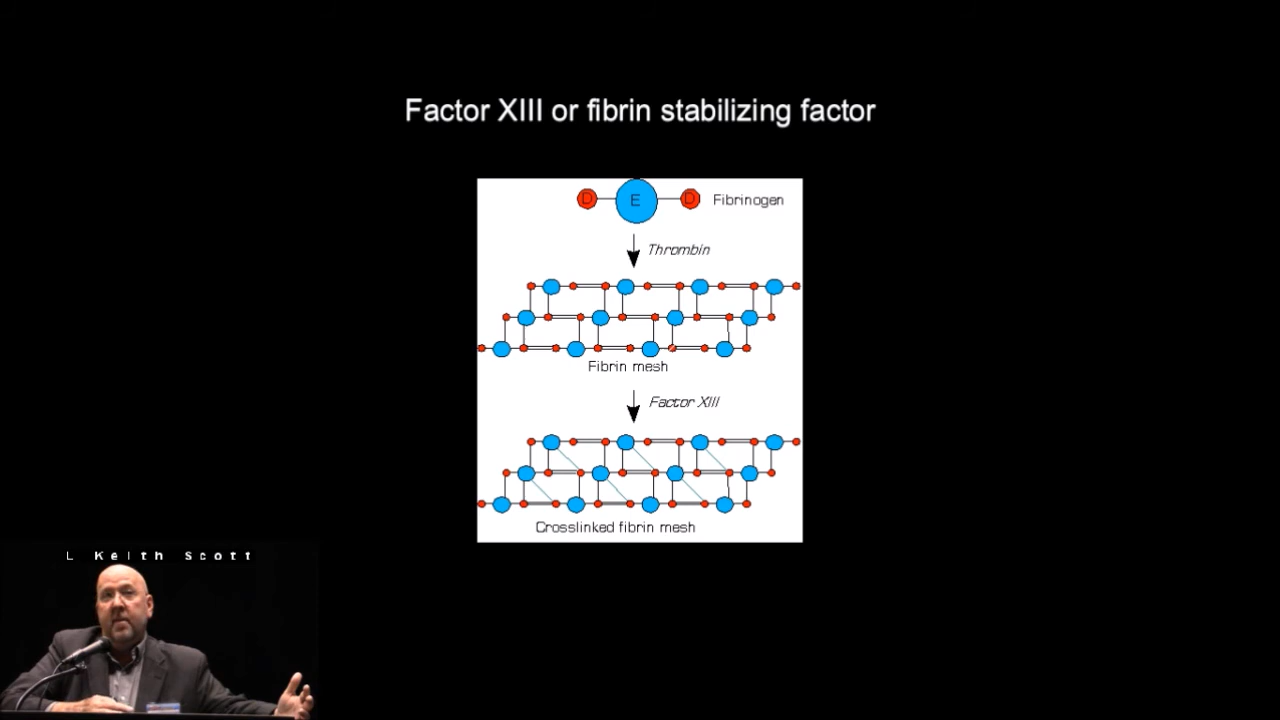 Factor XIII or fibrin stabilizing factor
D E D Fibrinogen
Thrombin
Fibrin mesh
Factor XIII
Crosslinked fibrin mesh
L Keith Scott